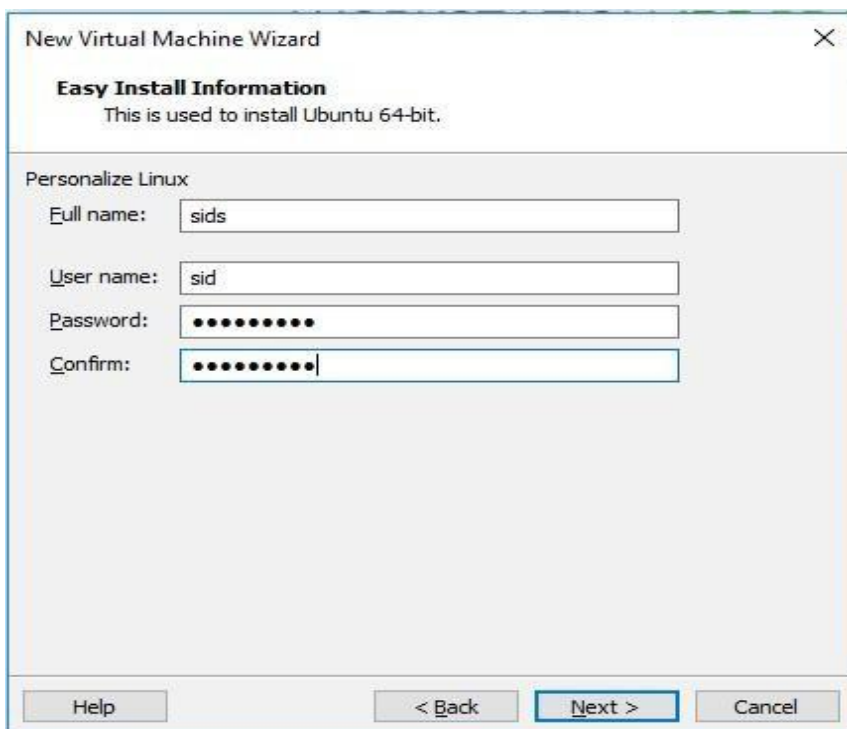 New Virtual Machine Wizard
Easy Install Information
This is used to install Ubuntu 64-bit.
Personalize Linux
Full name: sids
User name: sid
Password: •••••••••
Confirm: •••••••••
Help < Back Next > Cancel